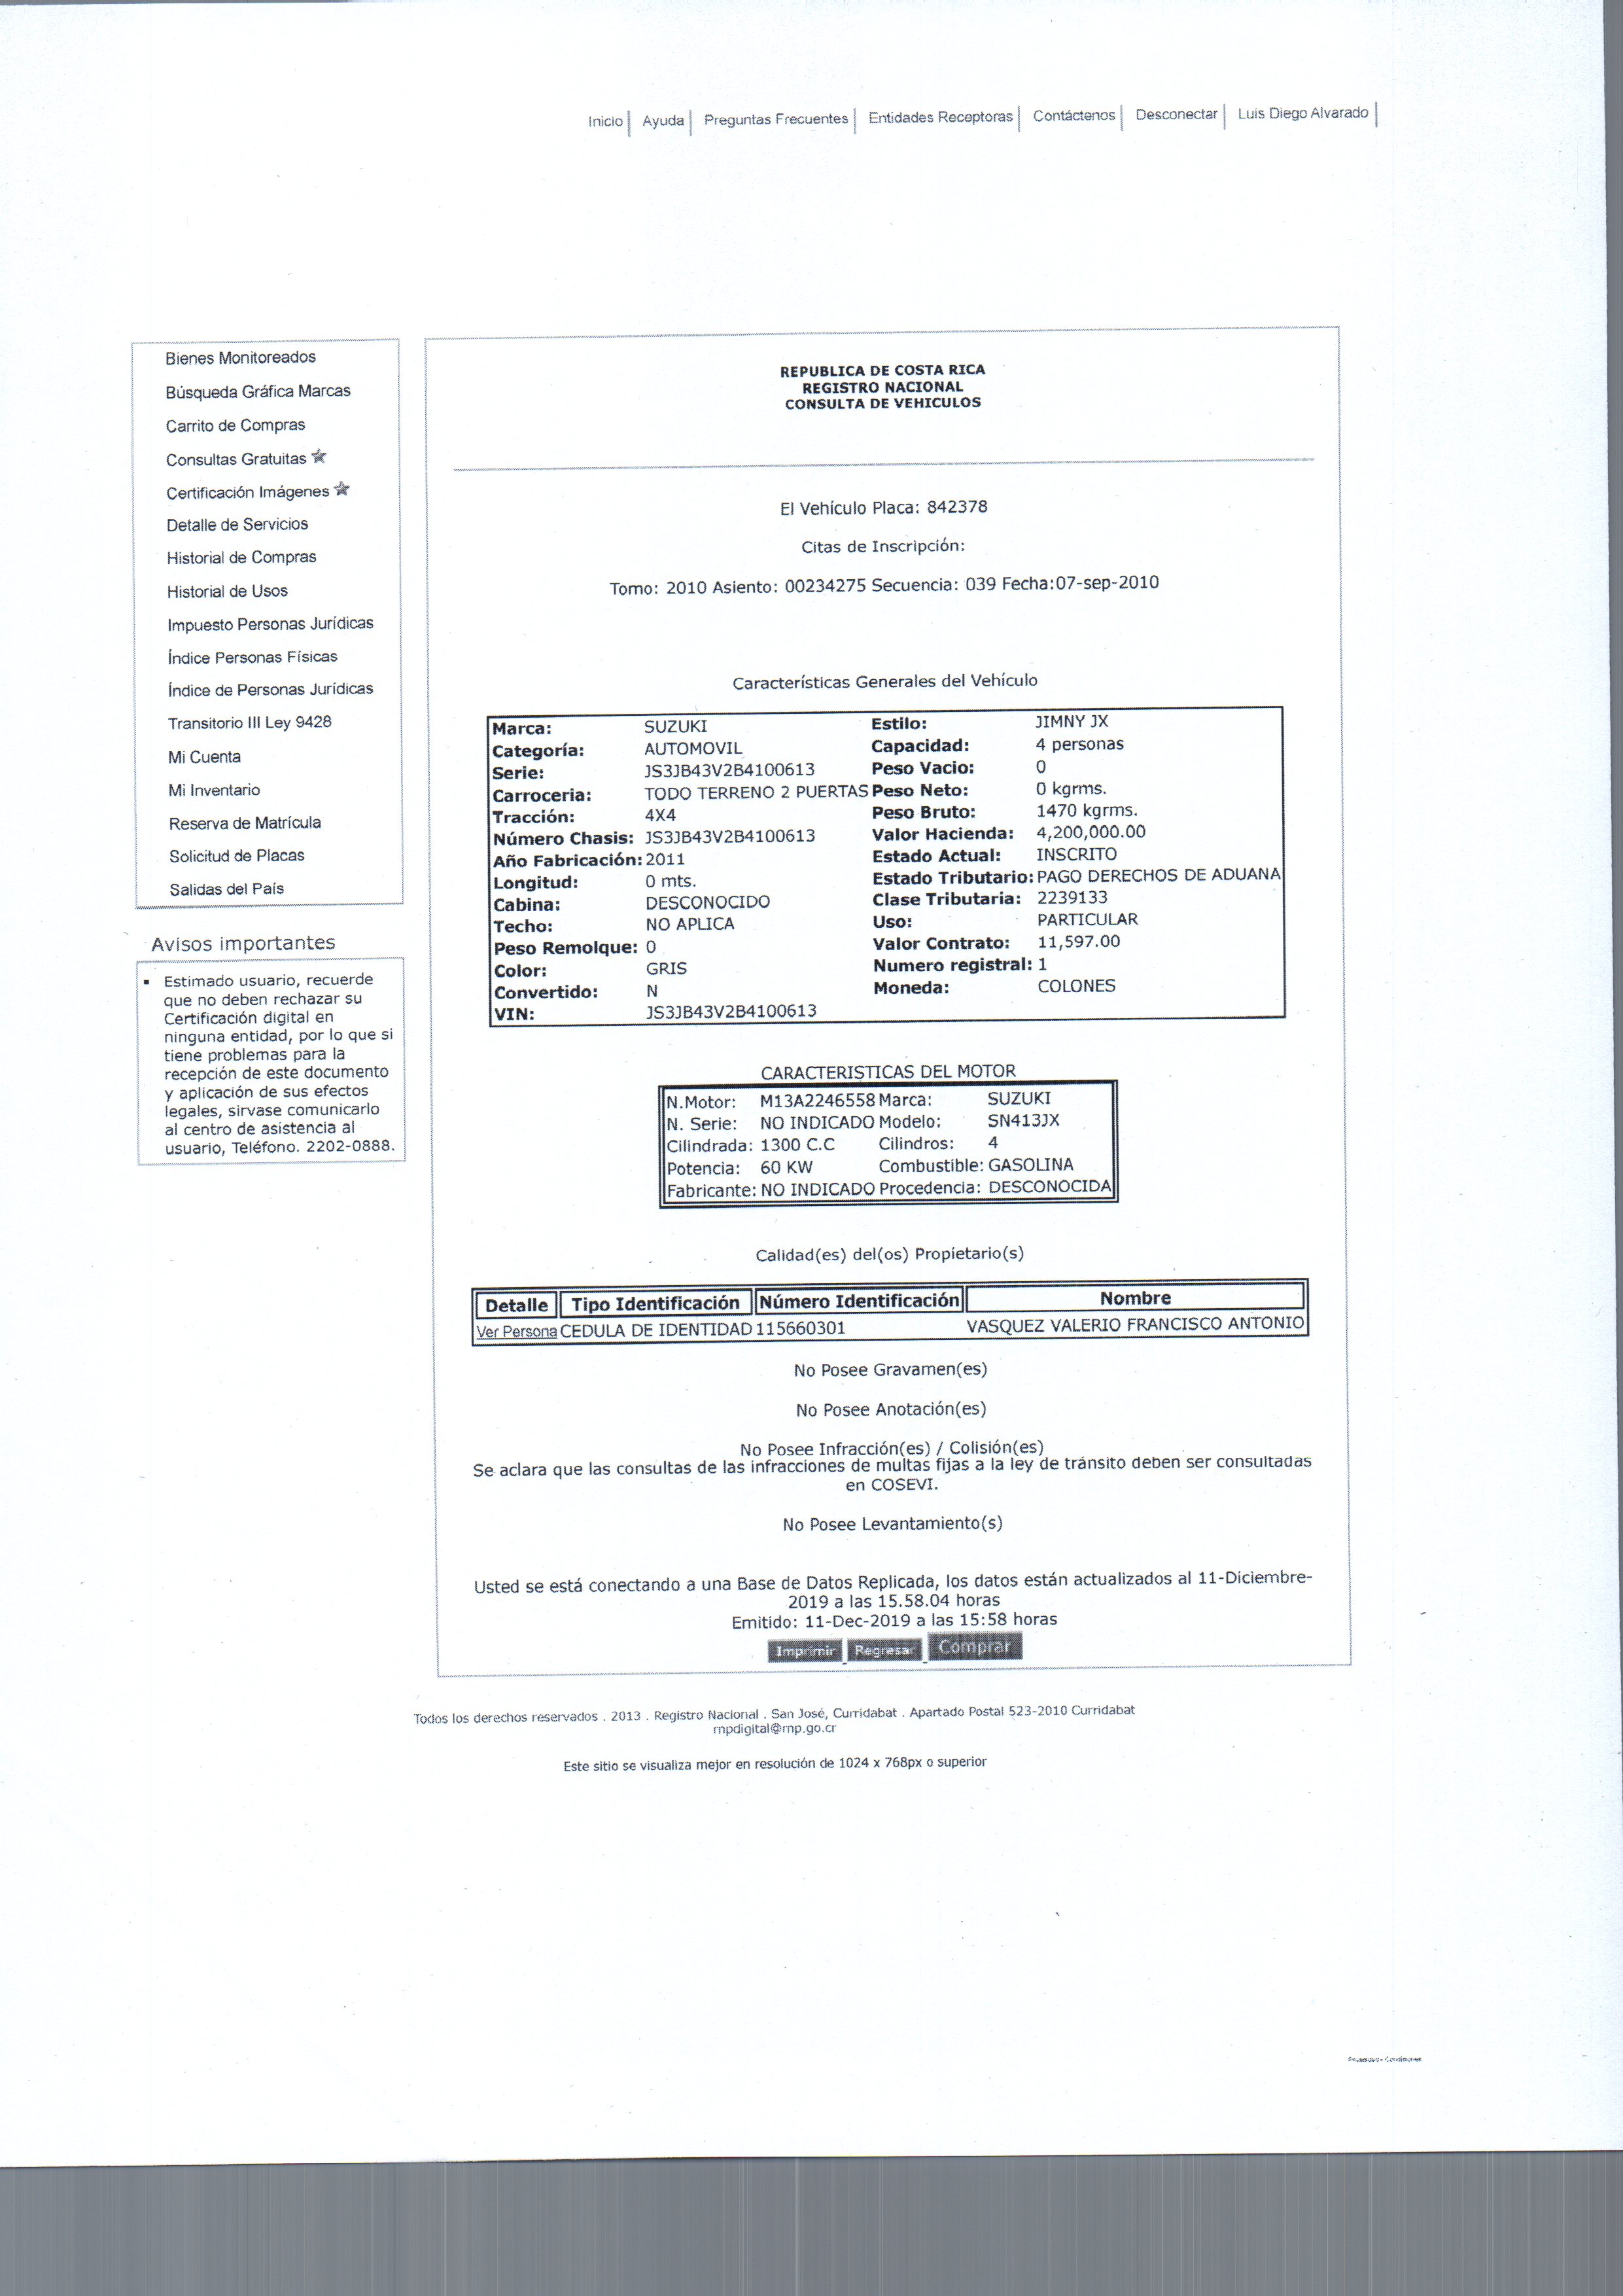 Inicio | Ayuda | Preguntas Frecuentes | Entidades Receptoras | Contáctenos | Desconectar | Luis Diego Alvarado |
Bienes Monitoreados
Búsqueda Gráfica Marcas
Carrito de Compras
Consultas Gratuitas
Certificación Imágenes
Detalle de Servicios
Historial de Compras
Historial de Usos
Impuesto Personas Jurídicas
Índice Personas Físicas
Índice de Personas Jurídicas
Transitorio III Ley 9428
Mi Cuenta
Mi Inventario
Reserva de Matrícula
Solicitud de Placas
Salidas del País
Avisos importantes
Estimado usuario, recuerde
que no deben rechazar su
Certificación digital en
ninguna entidad, por lo que si
tiene problemas para la
recepción de este documento
y aplicación de sus efectos
legales, sirvase comunicarlo
al centro de asistencia al
usuario, Teléfono. 2202-0888.
REPUBLICA DE COSTA RICA
REGISTRO NACIONAL
CONSULTA DE VEHICULOS
El Vehículo Placa: 842378
Citas de Inscripción:
Tomo: 2010 Asiento: 00234275 Secuencia: 039 Fecha:07-sep-2010
Características Generales del Vehículo
Marca: SUZUKI Estilo: JIMNY JX
Categoría: AUTOMOVIL Capacidad: 4 personas
Serie: JS3JB43V2B4100613 Peso Vacio: 0
Carroceria: TODO TERRENO 2 PUERTAS Peso Neto: 0 kgrms.
Tracción: 4X4 Peso Bruto: 1470 kgrms.
Número Chasis: JS3JB43V2B4100613 Valor Hacienda: 4,200,000.00
Año Fabricación: 2011 Estado Actual: INSCRITO
Longitud: 0 mts. Estado Tributario: PAGO DERECHOS DE ADUANA
Cabina: DESCONOCIDO Clase Tributaria: 2239133
Techo: NO APLICA Uso: PARTICULAR
Peso Remolque: 0 Valor Contrato: 11,597.00
Color: GRIS Numero registral: 1
Convertido: N Moneda: COLONES
VIN: JS3JB43V2B4100613
CARACTERISTICAS DEL MOTOR
N.Motor: M13A2246558 Marca: SUZUKI
N. Serie: NO INDICADO Modelo: SN413JX
Cilindrada: 1300 C.C Cilindros: 4
Potencia: 60 KW Combustible: GASOLINA
Fabricante: NO INDICADO Procedencia: DESCONOCIDA
Calidad(es) del(os) Propietario(s)
Detalle Tipo Identificación Número Identificación Nombre
Ver Persona CEDULA DE IDENTIDAD 115660301 VASQUEZ VALERIO FRANCISCO ANTONIO
No Posee Gravamen(es)
No Posee Anotación(es)
No Posee Infracción(es) / Colisión(es)
Se aclara que las consultas de las infracciones de multas fijas a la ley de tránsito deben ser consultadas
en COSEVI.
No Posee Levantamiento(s)
Usted se está conectando a una Base de Datos Replicada, los datos están actualizados al 11-Diciembre-
2019 a las 15.58.04 horas
Emitido: 11-Dec-2019 a las 15:58 horas
Imprimir Regresar Comprar
Todos los derechos reservados . 2013 . Registro Nacional . San José, Curridabat . Apartado Postal 523-2010 Curridabat
rnpdigital@rnp.go.cr
Este sitio se visualiza mejor en resolución de 1024 x 768px o superior